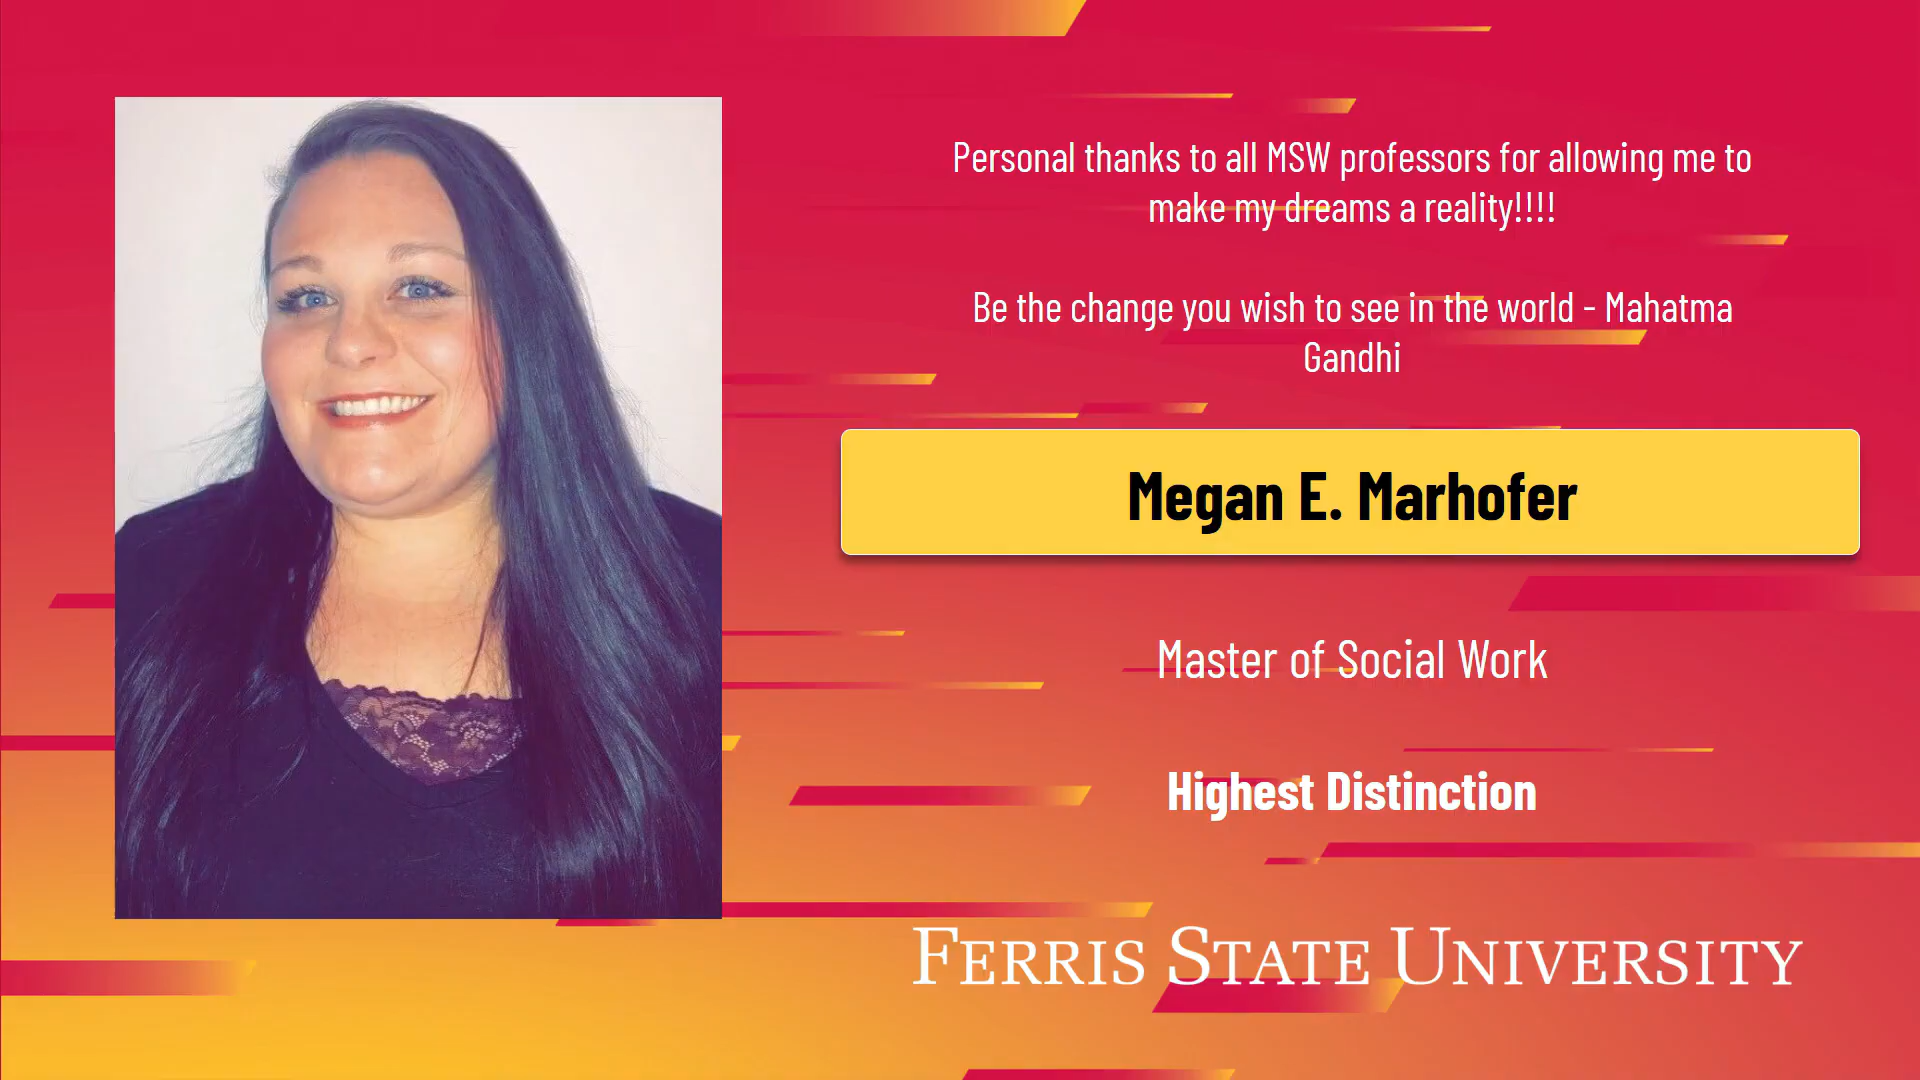 Personal thanks to all MSW professors for allowing me to
make my dreams a reality!!!!
Be the change you wish to see in the world - Mahatma
Gandhi
Megan E. Marhofer
Master of Social Work
Highest Distinction
FERRIS STATE UNIVERSITY